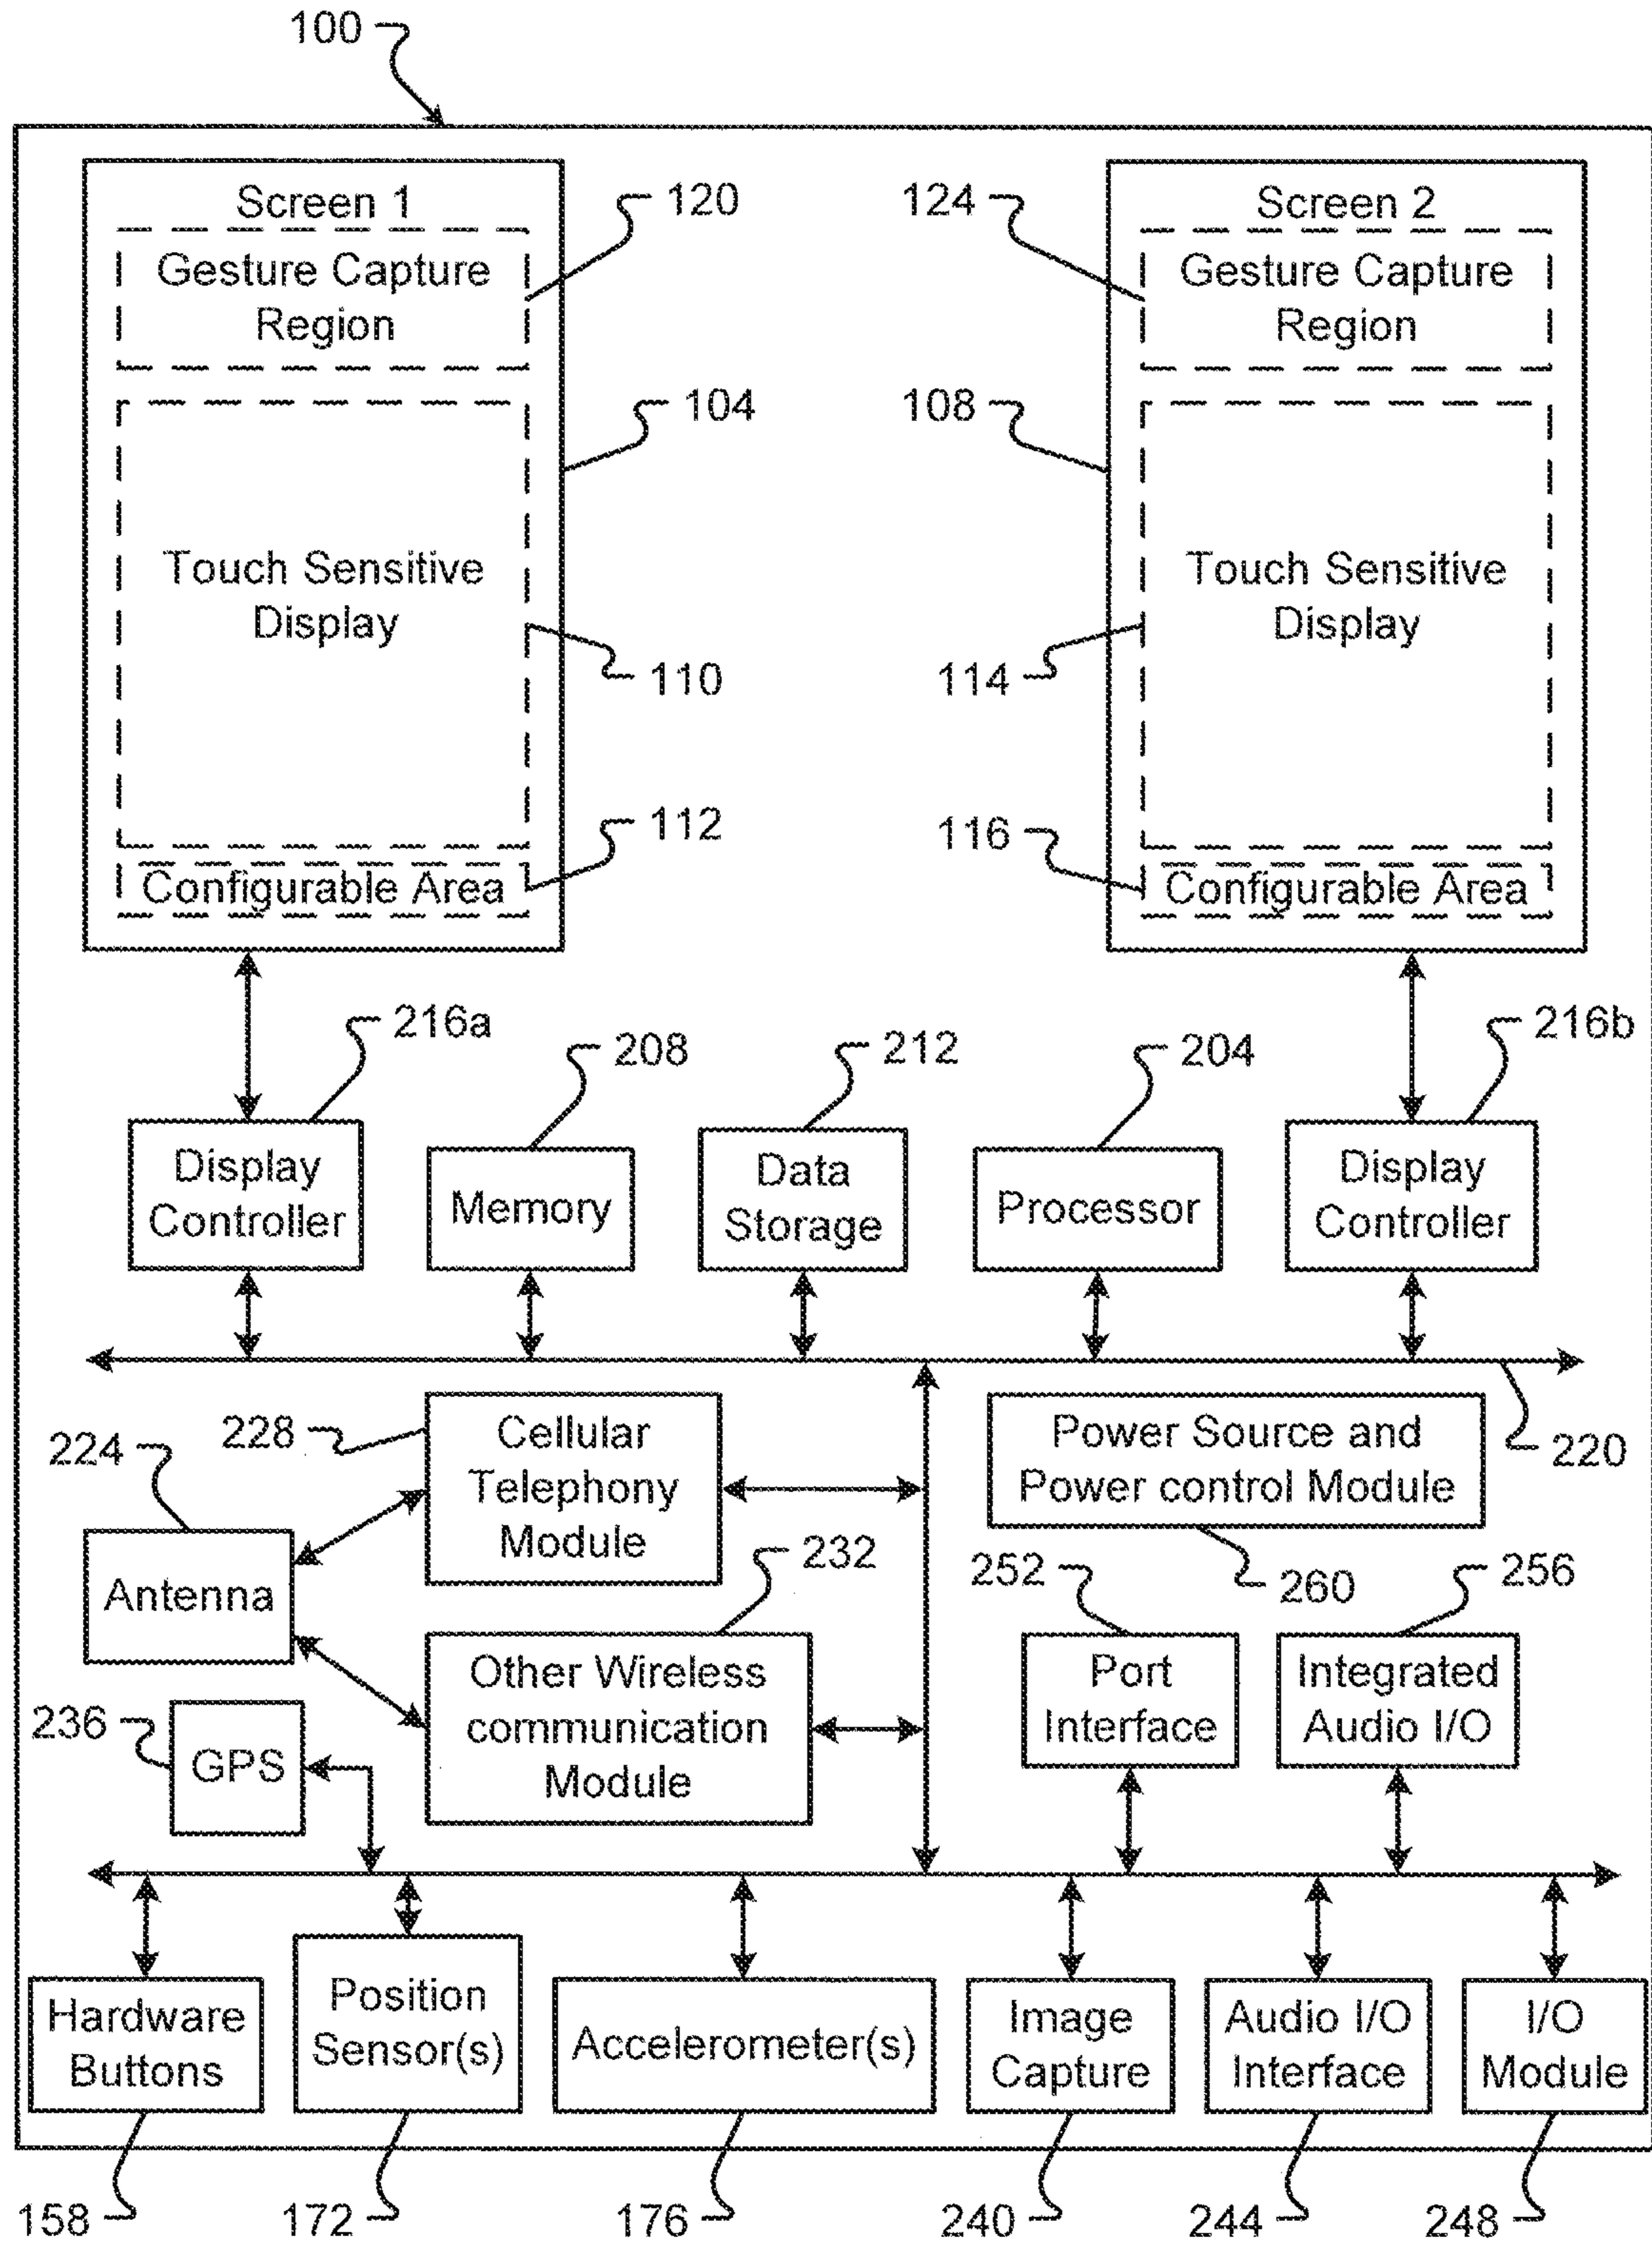 100
Screen 1
Gesture Capture
Region
120
Touch Sensitive
Display
104
110
112
Configurable Area
Screen 2
124
Gesture Capture
Region
108
Touch Sensitive
Display
114
116
Configurable Area
216a
208
212
204
216b
Display
Controller
Memory
Data
Storage
Processor
Display
Controller
220
224
228
Cellular
Telephony
Module
Power Source and
Power control Module
260
Antenna
232
Other Wireless
communication
Module
252
Port
Interface
256
Integrated
Audio I/O
236
GPS
Hardware
Buttons
Position
Sensor(s)
Accelerometer(s)
Image
Capture
Audio I/O
Interface
I/O
Module
158
172
176
240
244
248